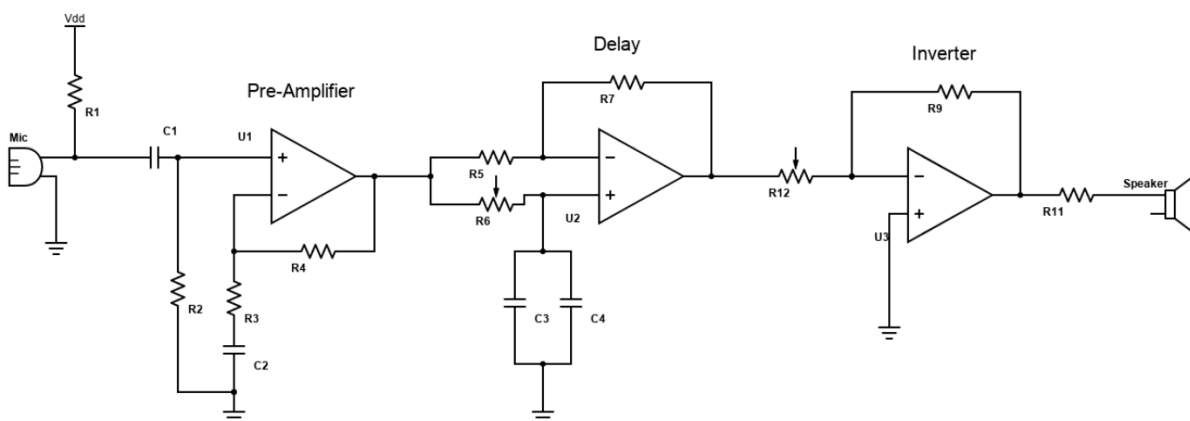 Vdd
Delay
Inverter
Pre-Amplifier
R1
R7
R9
Mic
C1
U1
R5
R12
Speaker
R6
U2
R11
U3
R4
R2
R3
C3
C4
C2
+
-
-
+
-
+